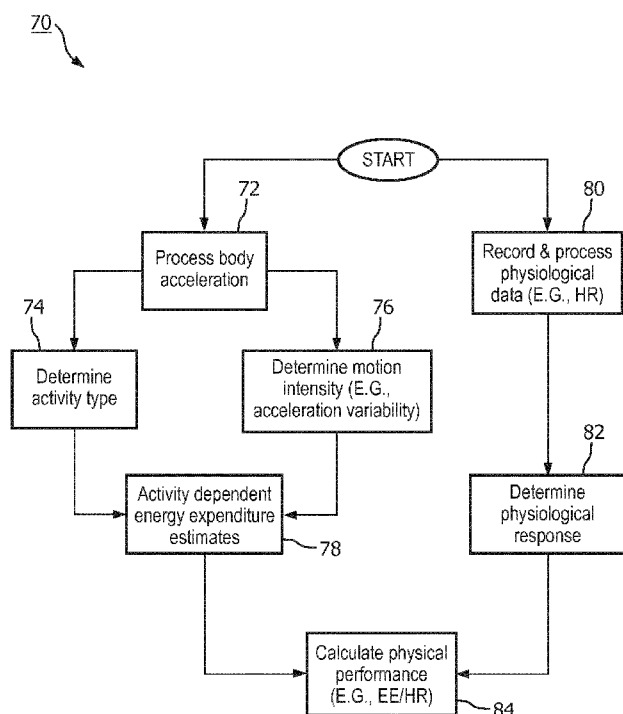 70
START
72
80
Process body
acceleration
Record & process
physiological
data (E.G., HR)
74
76
Determine
activity type
Determine motion
intensity (E.G.,
acceleration variability)
82
Activity dependent
energy expenditure
estimates
78
Determine
physiological
response
Calculate physical
performance
(E.G., EE/HR)
84